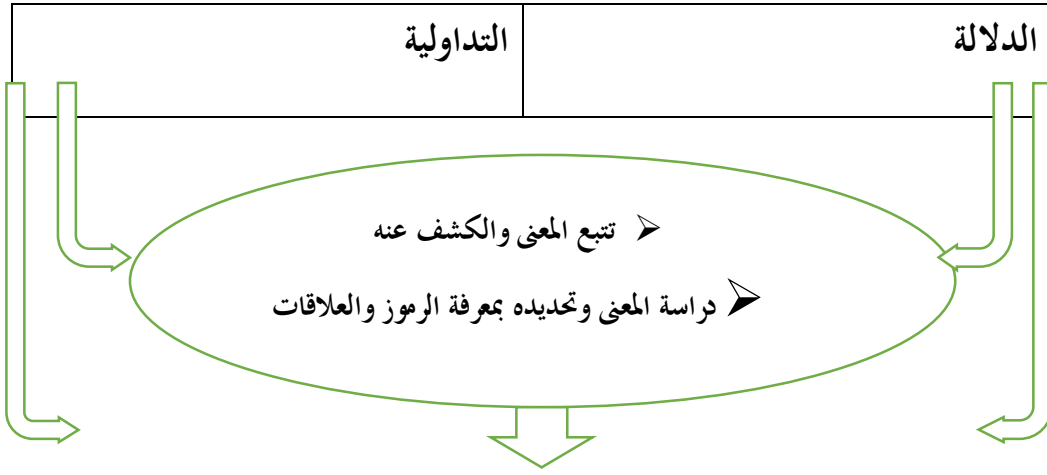 الدلالة
التداولية
تتبع المعنى والكشف عنه
دراسة المعنى وتحديده بمعرفة الرموز والعلاقات